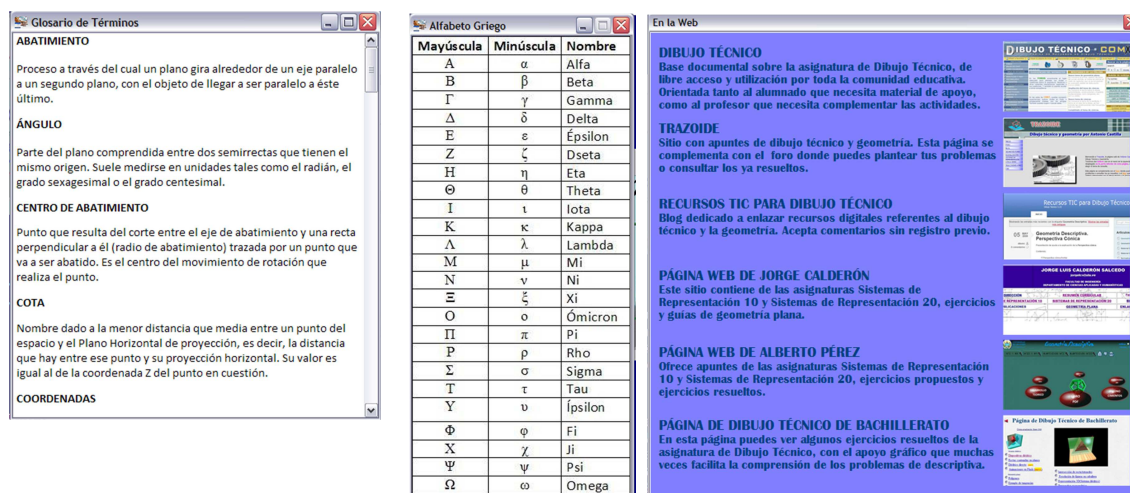 Glosario de Términos
ABATIMIENTO
Proceso a través del cual un plano gira alrededor de un eje paralelo
a un segundo plano, con el objeto de llegar a ser paralelo a éste
último.
ÁNGULO
Parte del plano comprendida entre dos semirrectas que tienen el
mismo origen. Suele medirse en unidades tales como el radián, el
grado sexagesimal o el grado centesimal.
CENTRO DE ABATIMIENTO
Punto que resulta del corte entre el eje de abatimiento y una recta
perpendicular a él (radio de abatimiento) trazada por un punto que
va a ser abatido. Es el centro del movimiento de rotación que
realiza el punto.
COTA
Nombre dado a la menor distancia que media entre un punto del
espacio y el Plano Horizontal de proyección, es decir, la distancia
que hay entre ese punto y su proyección horizontal. Su valor es
igual al de la coordenada Z del punto en cuestión.
COORDENADAS
Alfabeto Griego
Mayúscula Minúscula Nombre
Α α Alfa
Β β Beta
Γ γ Gamma
Δ δ Delta
Ε ε Épsilon
Ζ ζ Dseta
Η η Eta
Θ θ Theta
Ι ι Iota
Κ κ Kappa
Λ λ Lambda
Μ μ Mi
Ν ν Ni
Ξ ξ Xi
Ο ο Ómicron
Π π Pi
Ρ ρ Rho
Σ σ Sigma
Τ τ Tau
Υ υ Ípsilon
Φ φ Fi
Χ χ Ji
Ψ ψ Psi
Ω ω Omega
En la Web
DIBUJO TÉCNICO
Base documental sobre la asignatura de Dibujo Técnico, de
libre acceso y utilización por toda la comunidad educativa.
Orientada tanto al alumnado que necesita material de apoyo,
como al profesor que necesita complementar las actividades.
TRAZOIDE
Sitio con apuntes de dibujo técnico y geometría. Esta página se
complementa con el foro donde puedes plantear tus problemas
o consultar los ya resueltos.
RECURSOS TIC PARA DIBUJO TÉCNICO
Blog dedicado a enlazar recursos digitales referentes al dibujo
técnico y la geometría. Acepta comentarios sin registro previo.
PÁGINA WEB DE JORGE CALDERÓN
Este sitio contiene de las asignaturas Sistemas de
Representación 10 y Sistemas de Representación 20, ejercicios
y guías de geometría plana.
PÁGINA WEB DE ALBERTO PÉREZ
Ofrece apuntes de las asignaturas Sistemas de Representación
10 y Sistemas de Representación 20, ejercicios propuestos y
ejercicios resueltos.
PÁGINA DE DIBUJO TÉCNICO DE BACHILLERATO
En esta página puedes ver algunos ejercicios resueltos de la
asignatura de Dibujo Técnico, con el apoyo gráfico que muchas
veces facilita la comprensión de los problemas de descriptiva.
DIBUJO TÉCNICO · COM
TRAZOIDE
Dibujo técnico y geometría por Antonio Castilla
Recursos TIC para Dibujo Técnico
Geometría Descriptiva.
Perspectiva Cónica
JORGE LUIS CALDERÓN SALCEDO
Página de Dibujo Técnico de Bachillerato